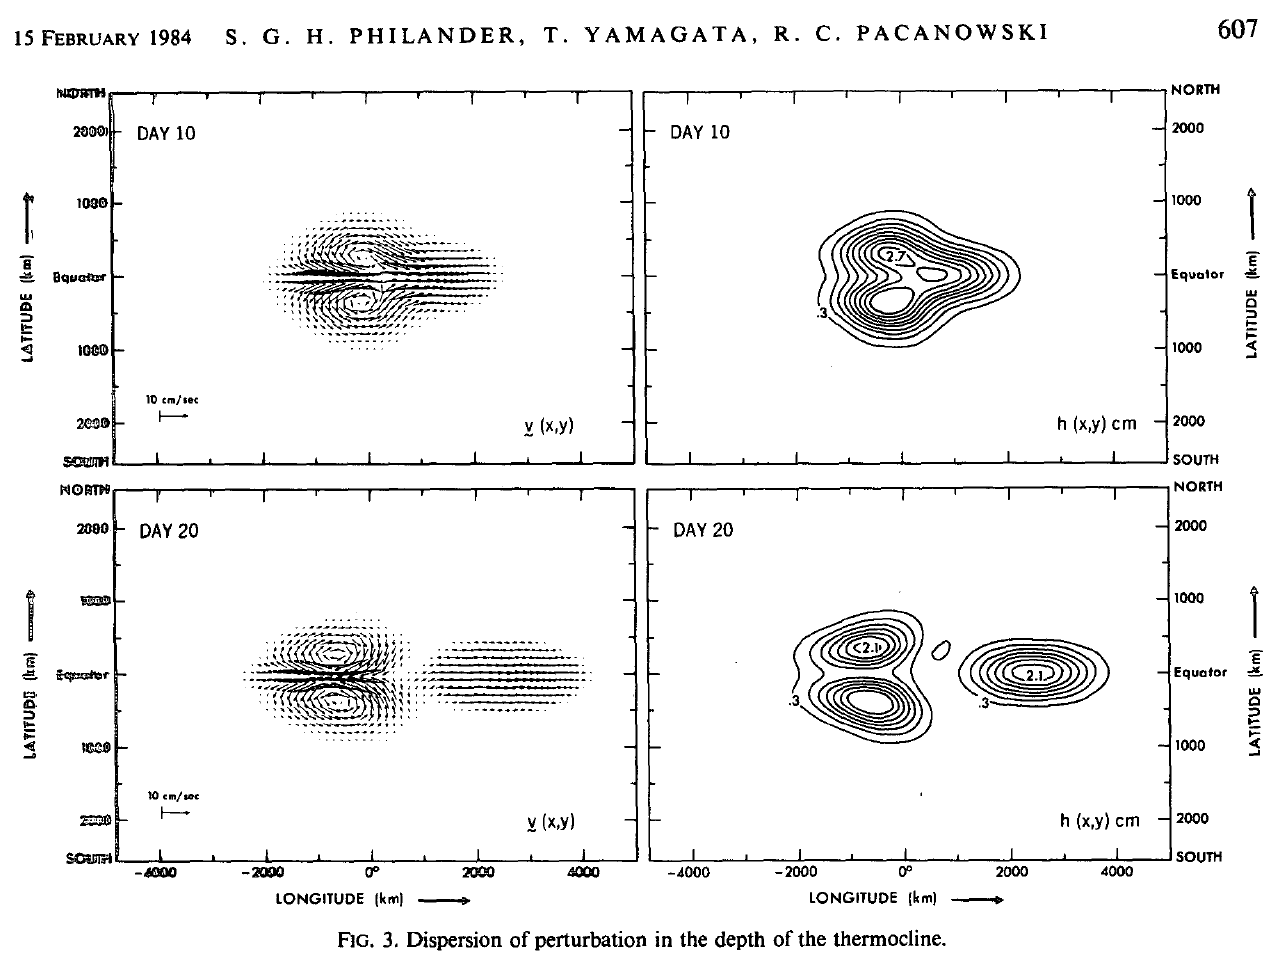 15 FEBRUARY 1984 S. G. H. PHILANDER, T. YAMAGATA, R. C. PACANOWSKI 607
NORTH
2000
DAY 10
1000
Equator
LATITUDE (km)
1000
10 cm/sec
2000
v (x,y)
SOUTH
NORTH
DAY 10
2000
1000
2.7
Equator
LATITUDE (km)
.3
1000
h (x,y) cm
2000
SOUTH
NORTH
2000
DAY 20
1000
Equator
LATITUDE (km)
1000
10 cm/sec
2000
v (x,y)
SOUTH
-4000 -2000 0° 2000 4000
LONGITUDE (km)
NORTH
DAY 20
2000
1000
2.1
2.1
Equator
LATITUDE (km)
.3
.3
1000
h (x,y) cm
2000
SOUTH
-4000 -2000 0° 2000 4000
LONGITUDE (km)
FIG. 3. Dispersion of perturbation in the depth of the thermocline.